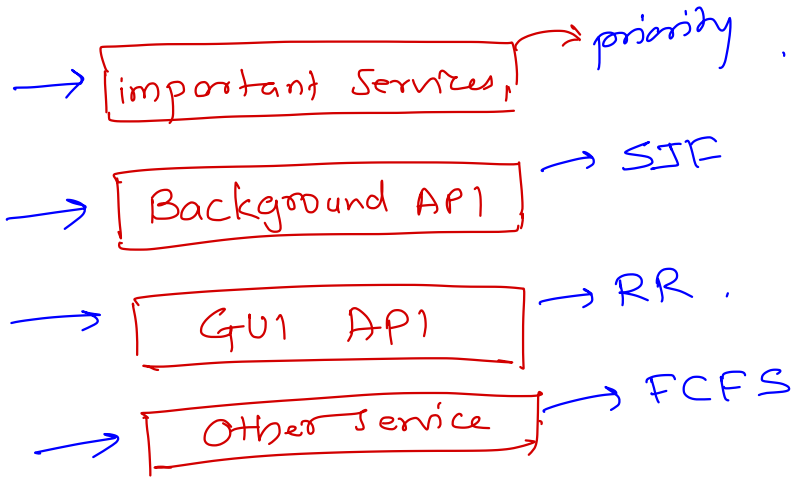 important Services, priority.
Background API SJF
GUI API RR.
Other Service FCFS